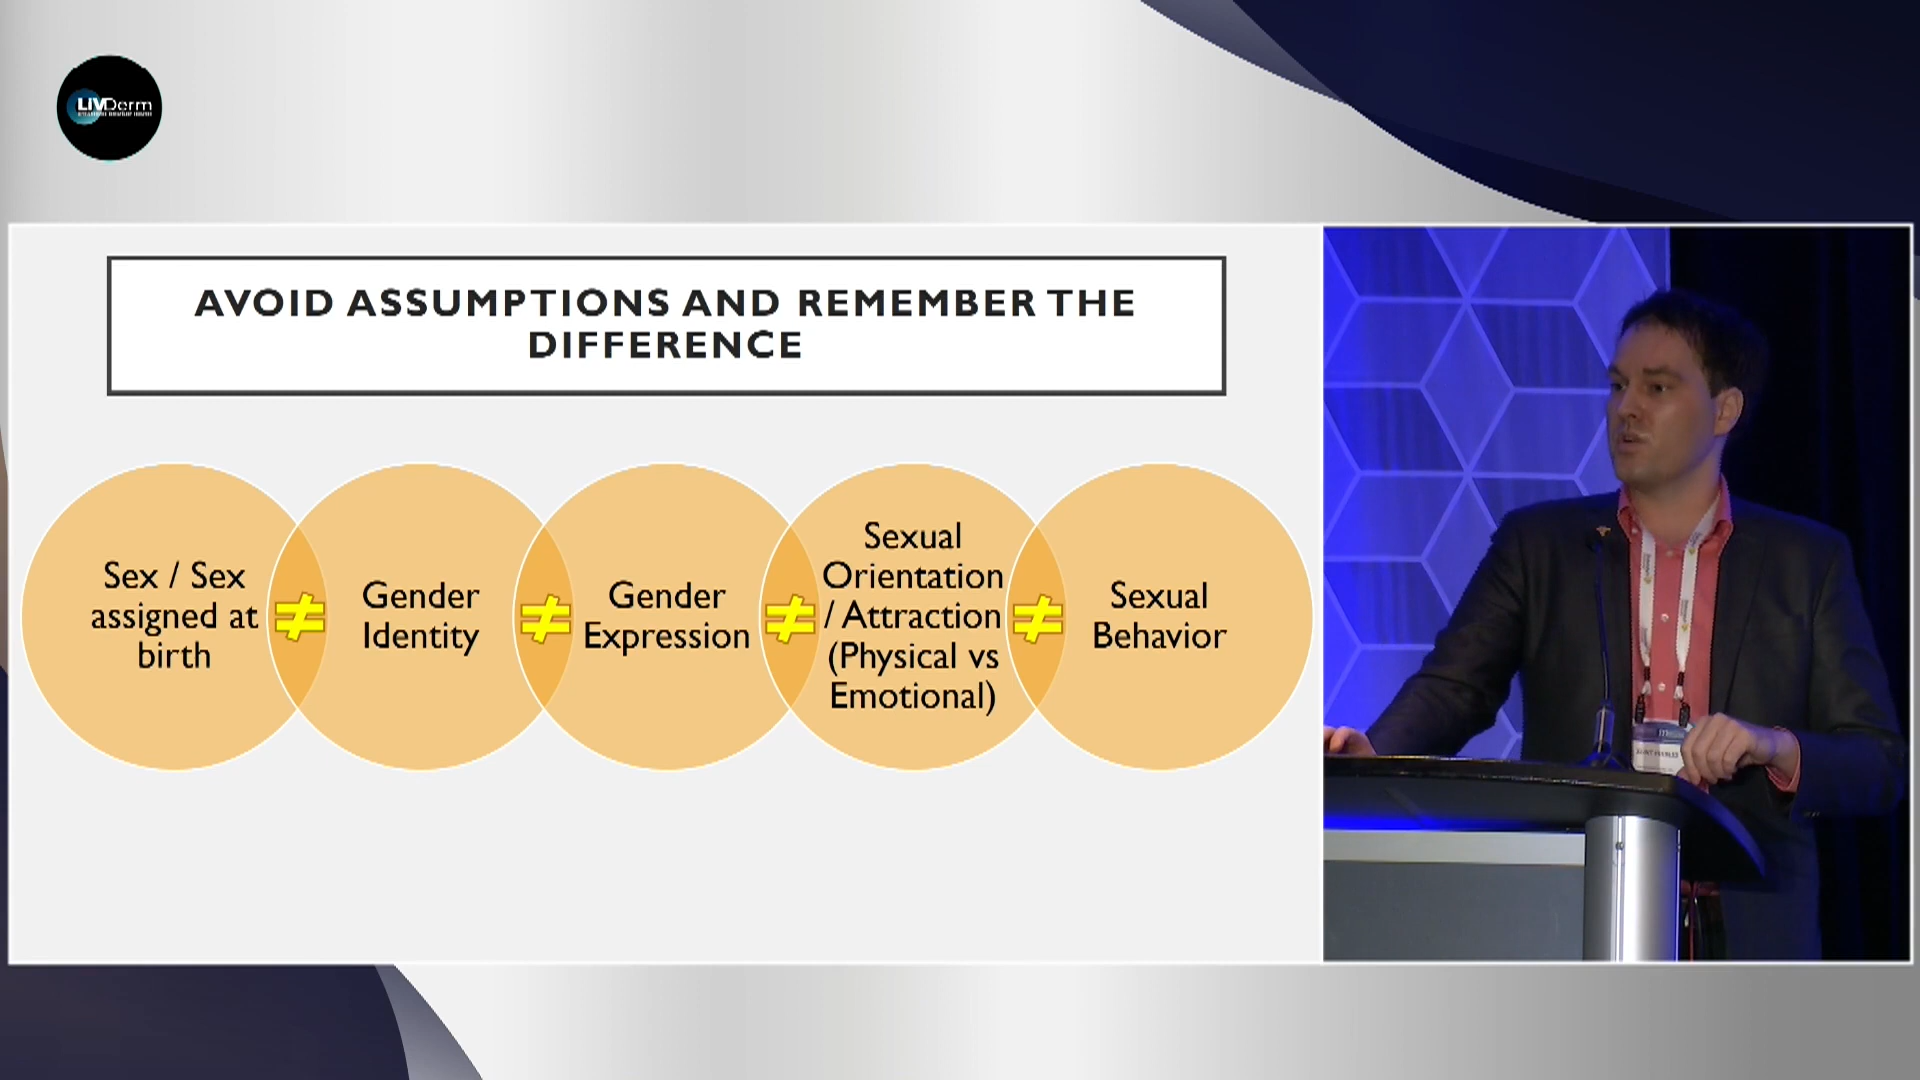 LIVDerm
AVOID ASSUMPTIONS AND REMEMBER THE
DIFFERENCE
Sex / Sex
assigned at
birth
≠
Gender
Identity
≠
Gender
Expression
≠
Sexual
Orientation
/ Attraction
(Physical vs
Emotional)
≠
Sexual
Behavior